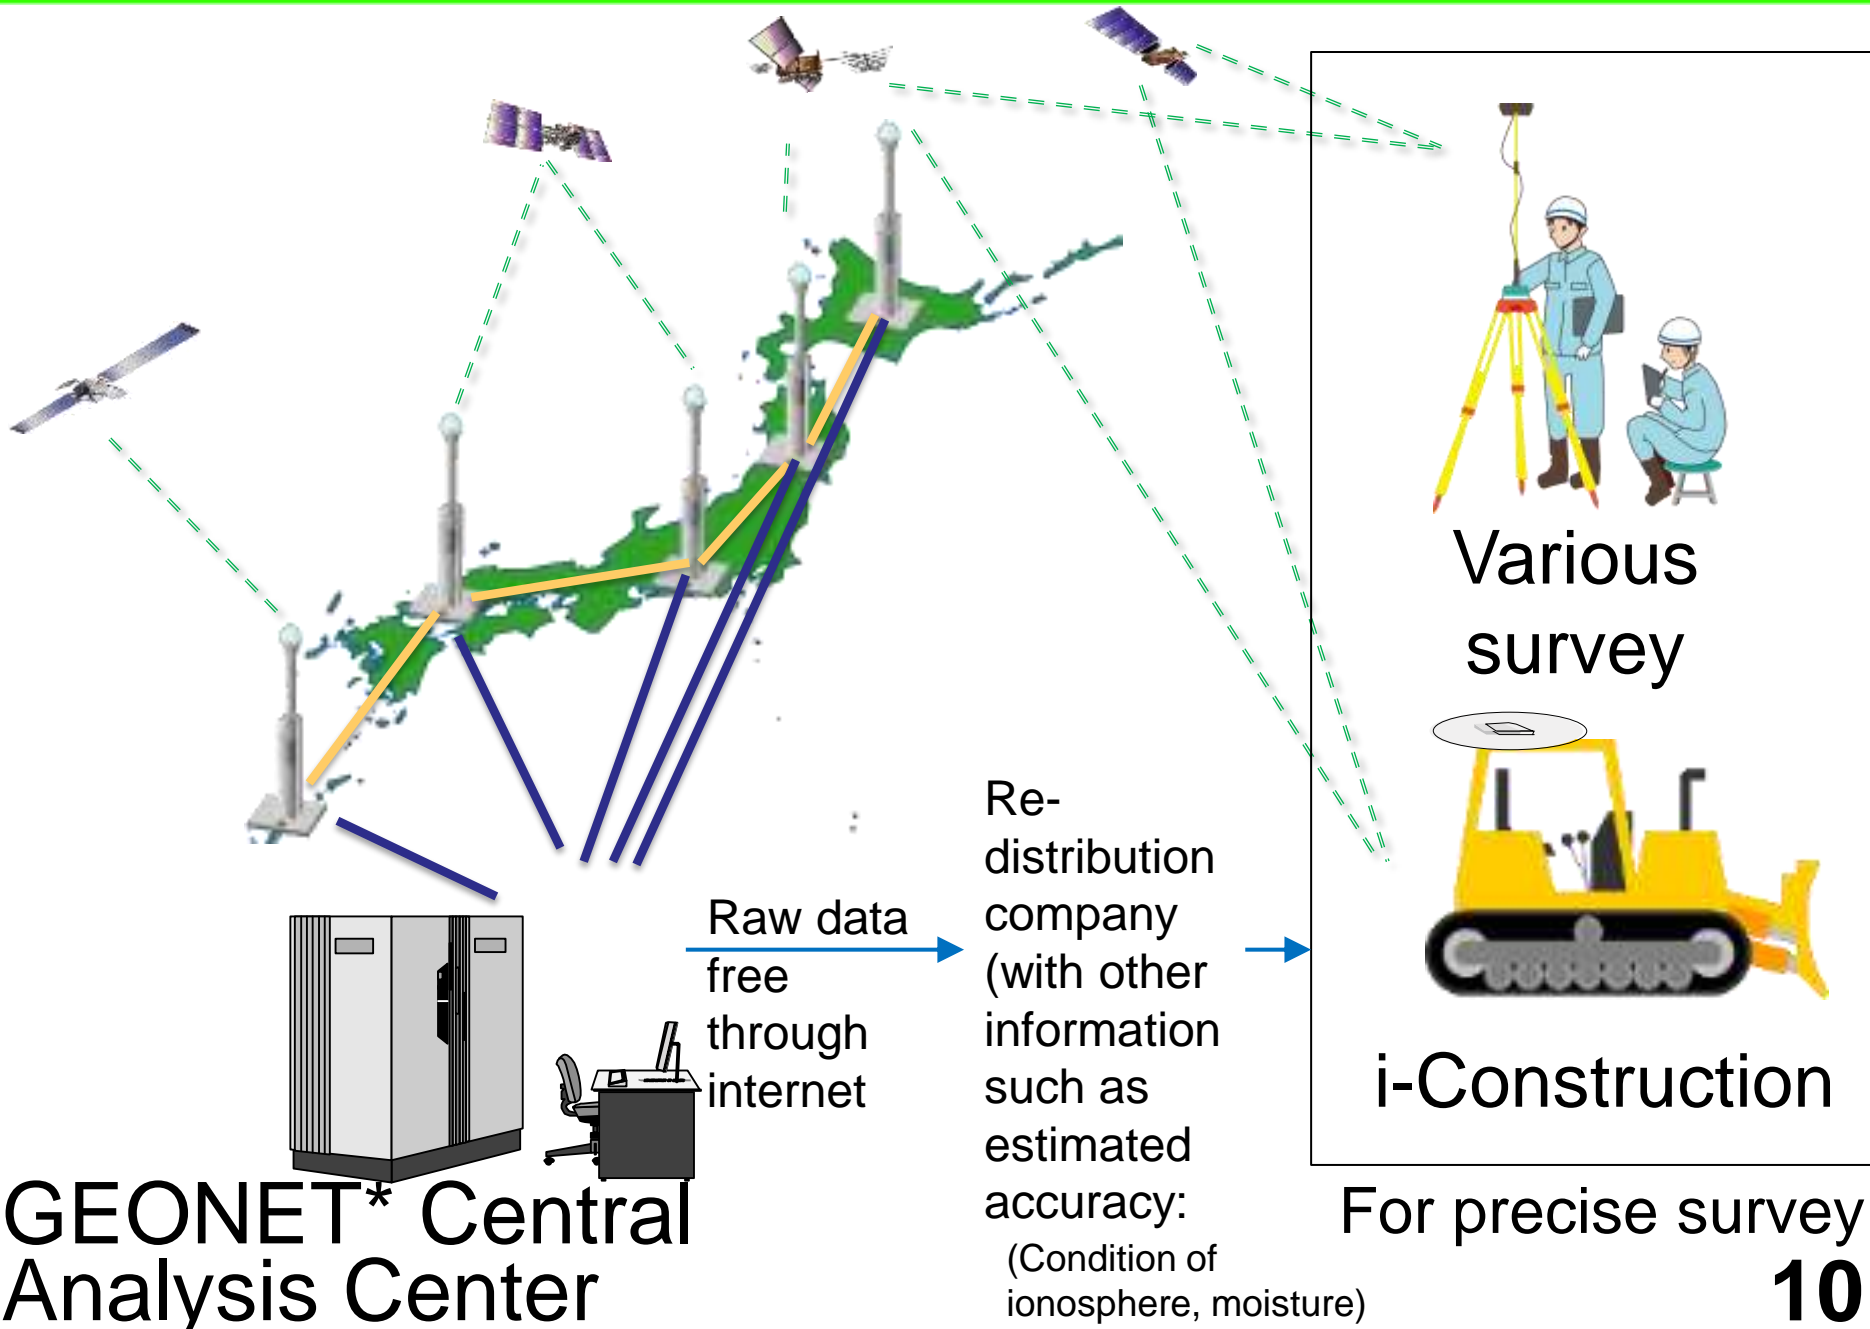 Various
survey
i-Construction
For precise survey
Raw data
free
through
internet
Re-
distribution
company
(with other
information
such as
estimated
accuracy:
(Condition of
ionosphere, moisture)
GEONET* Central
Analysis Center
10